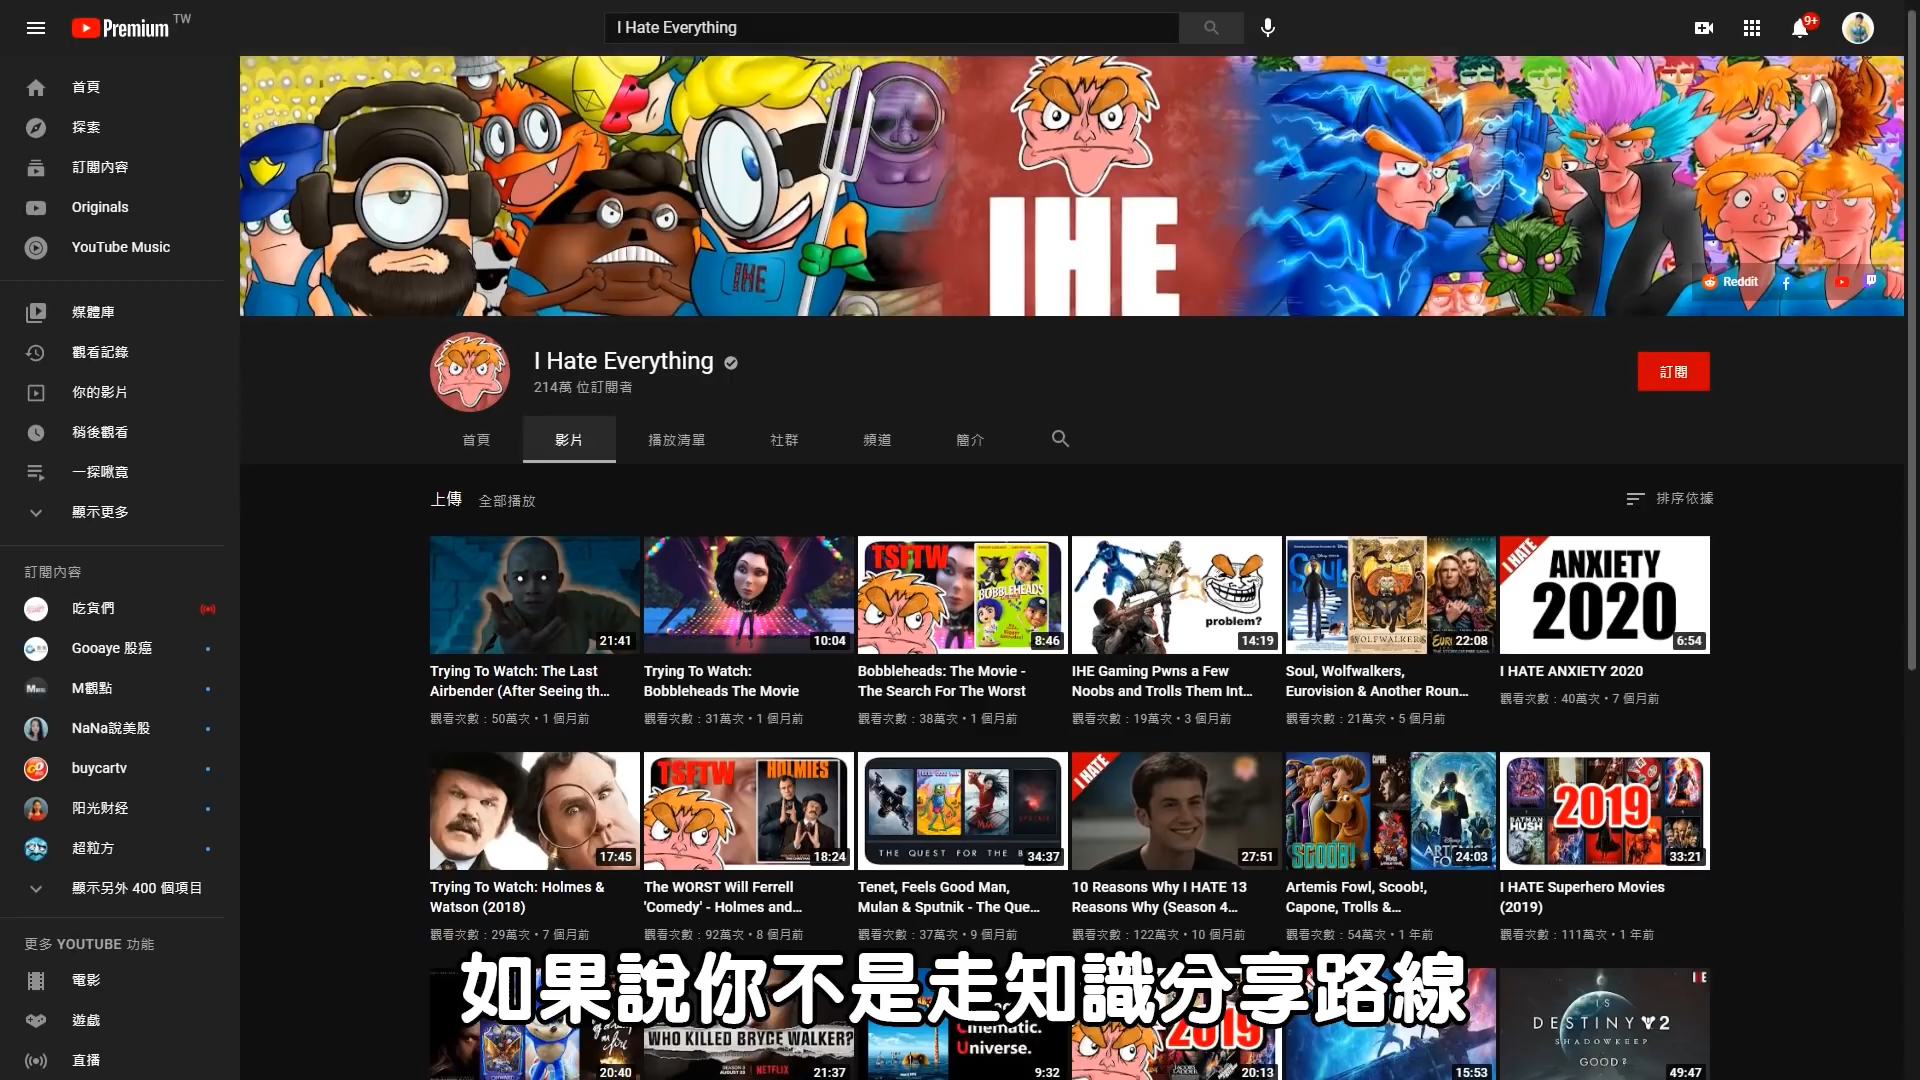 Premium TW
I Hate Everything
9+
首頁
探索
訂閱內容
Originals
YouTube Music
媒體庫
觀看記錄
你的影片
稍後觀看
一探瞅竟
顯示更多
訂閱內容
吃貨們
Gooaye 股癌
M觀點
NaNa說美股
buycartv
阳光财经
超粒方
顯示另外 400 個項目
更多 YOUTUBE 功能
電影
遊戲
直播
IHE
IHE
Reddit
I Hate Everything
214萬 位訂閱者
訂閱
首頁
影片
播放清單
社群
頻道
簡介
上傳
全部播放
排序依據
21:41
10:04
TSFTW
BOBBLEHEADS
8:46
problem?
14:19
SOUL
WOLFWALKERS
22:08
I HATE
ANXIETY
2020
6:54
Trying To Watch: The Last
Airbender (After Seeing th...
觀看次數：50萬次 • 1 個月前
Trying To Watch:
Bobbleheads The Movie
觀看次數：31萬次 • 1 個月前
Bobbleheads: The Movie -
The Search For The Worst
觀看次數：38萬次 • 1 個月前
IHE Gaming Pwns a Few
Noobs and Trolls Them Int...
觀看次數：19萬次 • 3 個月前
Soul, Wolfwalkers,
Eurovision & Another Roun...
觀看次數：21萬次 • 5 個月前
I HATE ANXIETY 2020
觀看次數：40萬次 • 7 個月前
17:45
TSFTW
HOLMIES
18:24
THE QUEST FOR THE B
34:37
I HATE
27:51
SCOOB!
24:03
BATMAN
HUSH
2019
33:21
Trying To Watch: Holmes &
Watson (2018)
觀看次數：29萬次 • 7 個月前
The WORST Will Ferrell
'Comedy' - Holmes and...
觀看次數：92萬次 • 8 個月前
Tenet, Feels Good Man,
Mulan & Sputnik - The Que...
觀看次數：37萬次 • 9 個月前
10 Reasons Why I HATE 13
Reasons Why (Season 4...
觀看次數：122萬次 • 10 個月前
Artemis Fowl, Scoob!,
Capone, Trolls &...
觀看次數：54萬次 • 1 年前
I HATE Superhero Movies
(2019)
觀看次數：111萬次 • 1 年前
如果說你不是走知識分享路線
20:40
WHO KILLED BRYCE WALKER?
NETFLIX
21:37
Cinematic.
Universe.
9:32
2019
20:13
15:53
IS
DESTINY 2
SHADOWKEEP
GOOD?
49:47